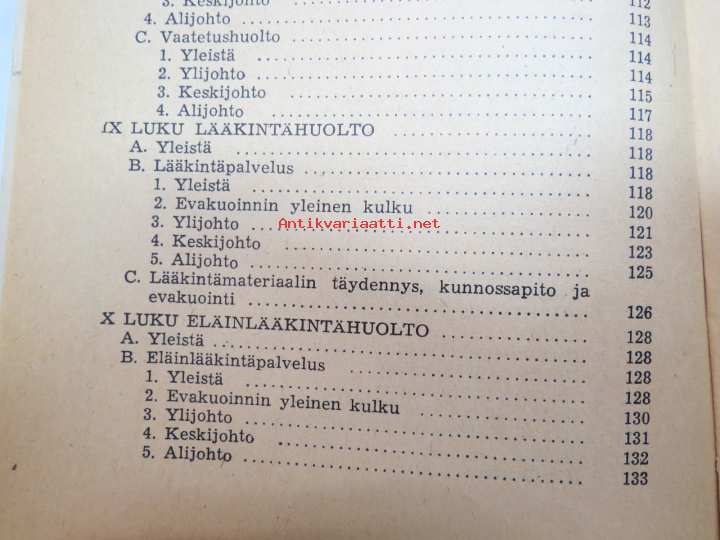 3. Keskijohto ........ 112
4. Alijohto ........ 113
C. Vaatetushuolto ........ 114
1. Yleistä ........ 114
2. Ylijohto ........ 114
3. Keskijohto ........ 115
4. Alijohto ........ 117
IX LUKU LÄÄKINTÄHUOLTO ........ 118
A. Yleistä ........ 118
B. Lääkintäpalvelus ........ 118
1. Yleistä ........ 118
2. Evakuoinnin yleinen kulku ........ 120
3. Ylijohto ........ 121
Antikvariaatti.net
4. Keskijohto ........ 123
5. Alijohto ........ 125
C. Lääkintämateriaalin täydennys, kunnossapito ja
evakuointi ........ 126
X LUKU ELÄINLÄÄKINTÄHUOLTO ........ 128
A. Yleistä ........ 128
B. Eläinlääkintäpalvelus ........ 128
1. Yleistä ........ 128
2. Evakuoinnin yleinen kulku ........ 130
3. Ylijohto ........ 131
4. Keskijohto ........ 132
5. Alijohto ........ 133